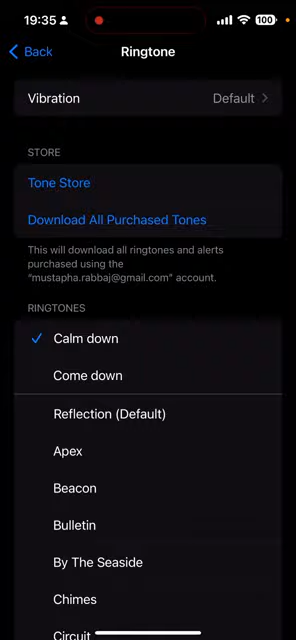 19:35
100
Back
Ringtone
Vibration
Default
STORE
Tone Store
Download All Purchased Tones
This will download all ringtones and alerts
purchased using the
“mustapha.rabbaj@gmail.com” account.
RINGTONES
Calm down
Come down
Reflection (Default)
Apex
Beacon
Bulletin
By The Seaside
Chimes
Circuit